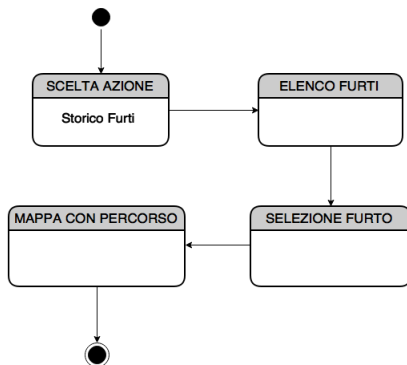 SCELTA AZIONE
Storico Furti
ELENCO FURTI
SELEZIONE FURTO
MAPPA CON PERCORSO